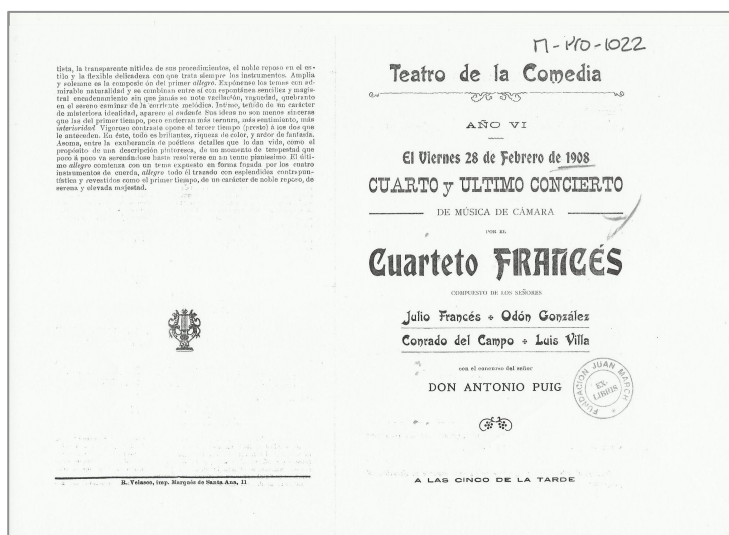 tista, la transparente nitidez de sus procedimientos, el noble reposo en el es-
tilo y la flexible delicadeza con que trata siempre los instrumentos. Amplia
y solemne es la composición del primer allegro. Expónense los temas con ad-
mirable naturalidad y se combinan entre sí con espontánea sencillez y magis-
tral encadenamiento sin que jamás se note vacilación, vaguedad, quebranto
en el sereno caminar de la corriente melódica. Intimo, teñido de un carácter
de misteriosa idealidad, aparece el andante. Sus ideas no son menos sinceras
que las del primer tiempo, pero encierran más ternura, más sentimiento, más
interioridad. Vigoroso contraste opone el tercer tiempo (presto) á los dos que
le anteceden. En éste, todo es brillantez, riqueza de color, y ardor de fantasía.
Asoma, entre la exuberancia de poéticos detalles que lo dan vida, como el
propósito de una descripción pintoresca, de un momento de tempestad que
poco á poco va serenándose hasta resolverse en un tenue pianissimo. El últi-
mo allegro comienza con un tema expuesto en forma fugada por los cuatro
instrumentos de cuerda, allegro todo él trazado con esplendidez contrapun-
tística y revestidos como el primer tiempo, de un carácter de noble reposo, de
serena y elevada majestad.
R. Velasco, imp. Marqués de Santa Ana, 11
M-Pro-1022
Teatro de la Comedia
AÑO VI
El Viernes 28 de Febrero de 1908
CUARTO y ULTIMO CONCIERTO
DE MÚSICA DE CÁMARA
POR EL
Cuarteto FRANCÉS
COMPUESTO DE LOS SEÑORES
Julio Francés Odón González
Conrado del Campo Luis Villa
con el concurso del señor
DON ANTONIO PUIG
FUNDACION JUAN MARCH
EX-
LIBRIS
A LAS CINCO DE LA TARDE